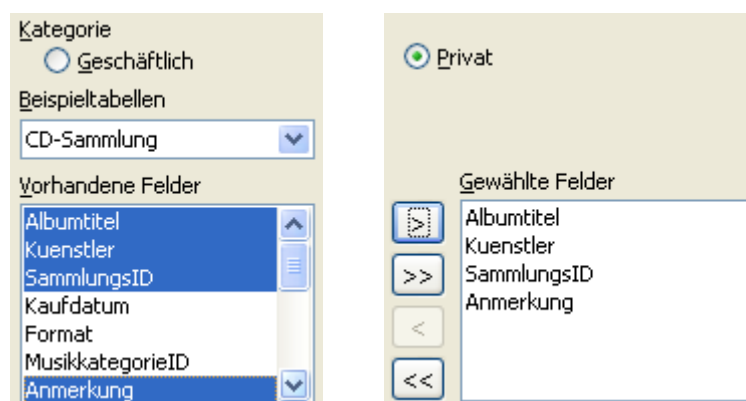 Kategorie
Geschäftlich
Privat
Beispieltabellen
CD-Sammlung
Vorhandene Felder
Albumtitel
Kuenstler
SammlungsID
Kaufdatum
Format
MusikkategorieID
Anmerkung
>
>>
<
<<
Gewählte Felder
Albumtitel
Kuenstler
SammlungsID
Anmerkung